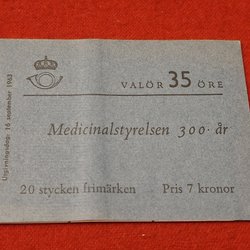 VALÖR 35 ÖRE
Medicinalstyrelsen 300 år
20 stycken frimärken Pris 7 kronor
Utgivningsdag: 16 september 1963